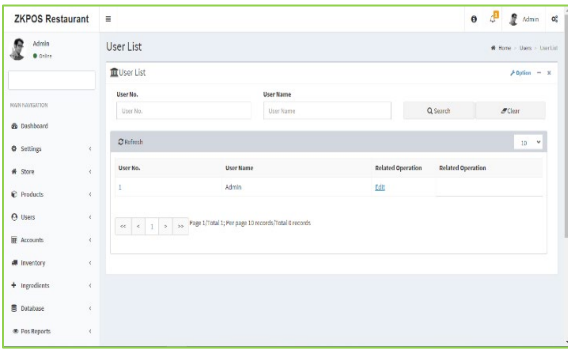 ZKPOS Restaurant
1
Admin
Admin
Online
User List
Home > Users > User List
User List
Option
User No.
User Name
User No.
User Name
Search
Clear
MAIN NAVIGATION
Dashboard
Refresh
10
Settings
User No.
User Name
Related Operation
Related Operation
Store
1
Admin
Edit
Products
Users
<< < 1 > >> Page 1/Total 1; Per page 10 records/Total 0 records
Accounts
Inventory
Ingredients
Database
Pos Reports